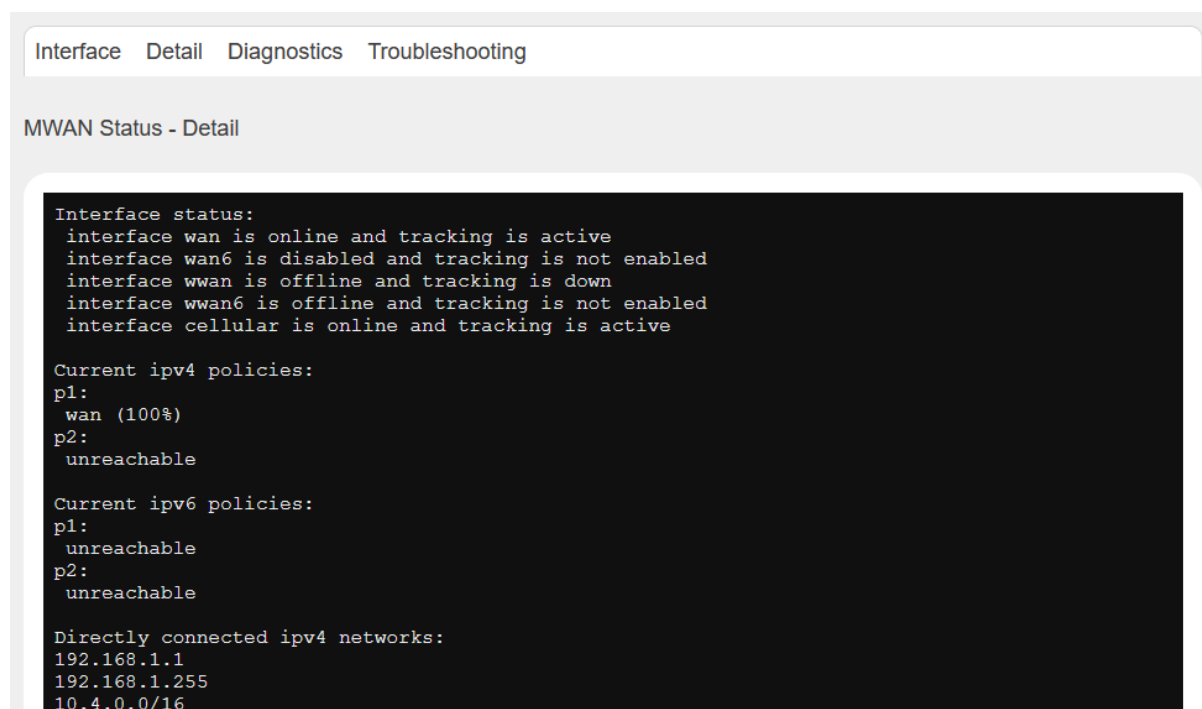 Interface Detail Diagnostics Troubleshooting
MWAN Status - Detail
Interface status:
interface wan is online and tracking is active
interface wan6 is disabled and tracking is not enabled
interface wwan is offline and tracking is down
interface wwan6 is offline and tracking is not enabled
interface cellular is online and tracking is active
Current ipv4 policies:
p1:
wan (100%)
p2:
unreachable
Current ipv6 policies:
p1:
unreachable
p2:
unreachable
Directly connected ipv4 networks:
192.168.1.1
192.168.1.255
10.4.0.0/16